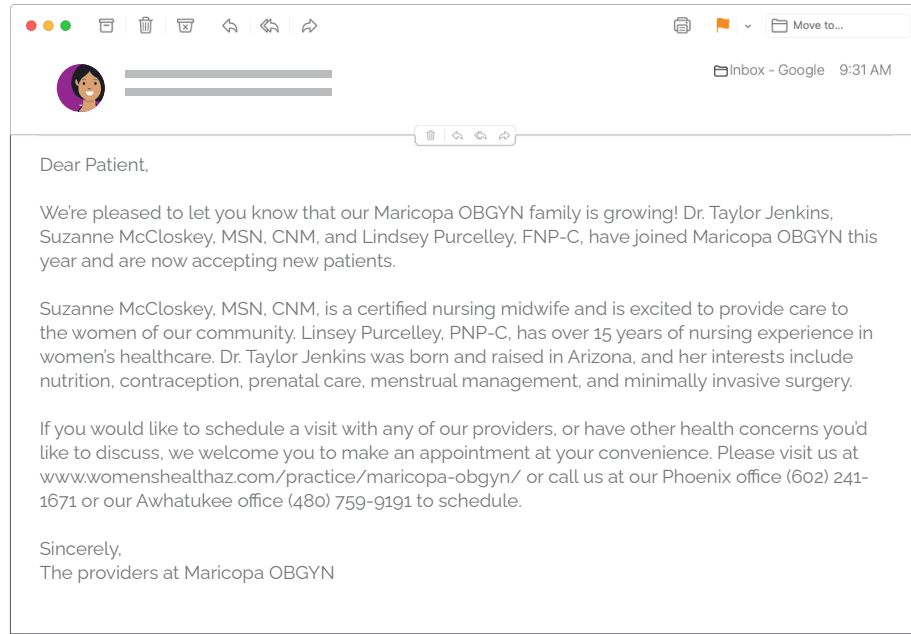 Move to...
Inbox - Google 9:31 AM
Dear Patient,
We're pleased to let you know that our Maricopa OBGYN family is growing! Dr. Taylor Jenkins,
Suzanne McCloskey, MSN, CNM, and Lindsey Purcelley, FNP-C, have joined Maricopa OBGYN this
year and are now accepting new patients.
Suzanne McCloskey, MSN, CNM, is a certified nursing midwife and is excited to provide care to
the women of our community. Linsey Purcelley, PNP-C, has over 15 years of nursing experience in
women's healthcare. Dr. Taylor Jenkins was born and raised in Arizona, and her interests include
nutrition, contraception, prenatal care, menstrual management, and minimally invasive surgery.
If you would like to schedule a visit with any of our providers, or have other health concerns you'd
like to discuss, we welcome you to make an appointment at your convenience. Please visit us at
www.womenshealthaz.com/practice/maricopa-obgyn/ or call us at our Phoenix office (602) 241-
1671 or our Awhatukee office (480) 759-9191 to schedule.
Sincerely,
The providers at Maricopa OBGYN